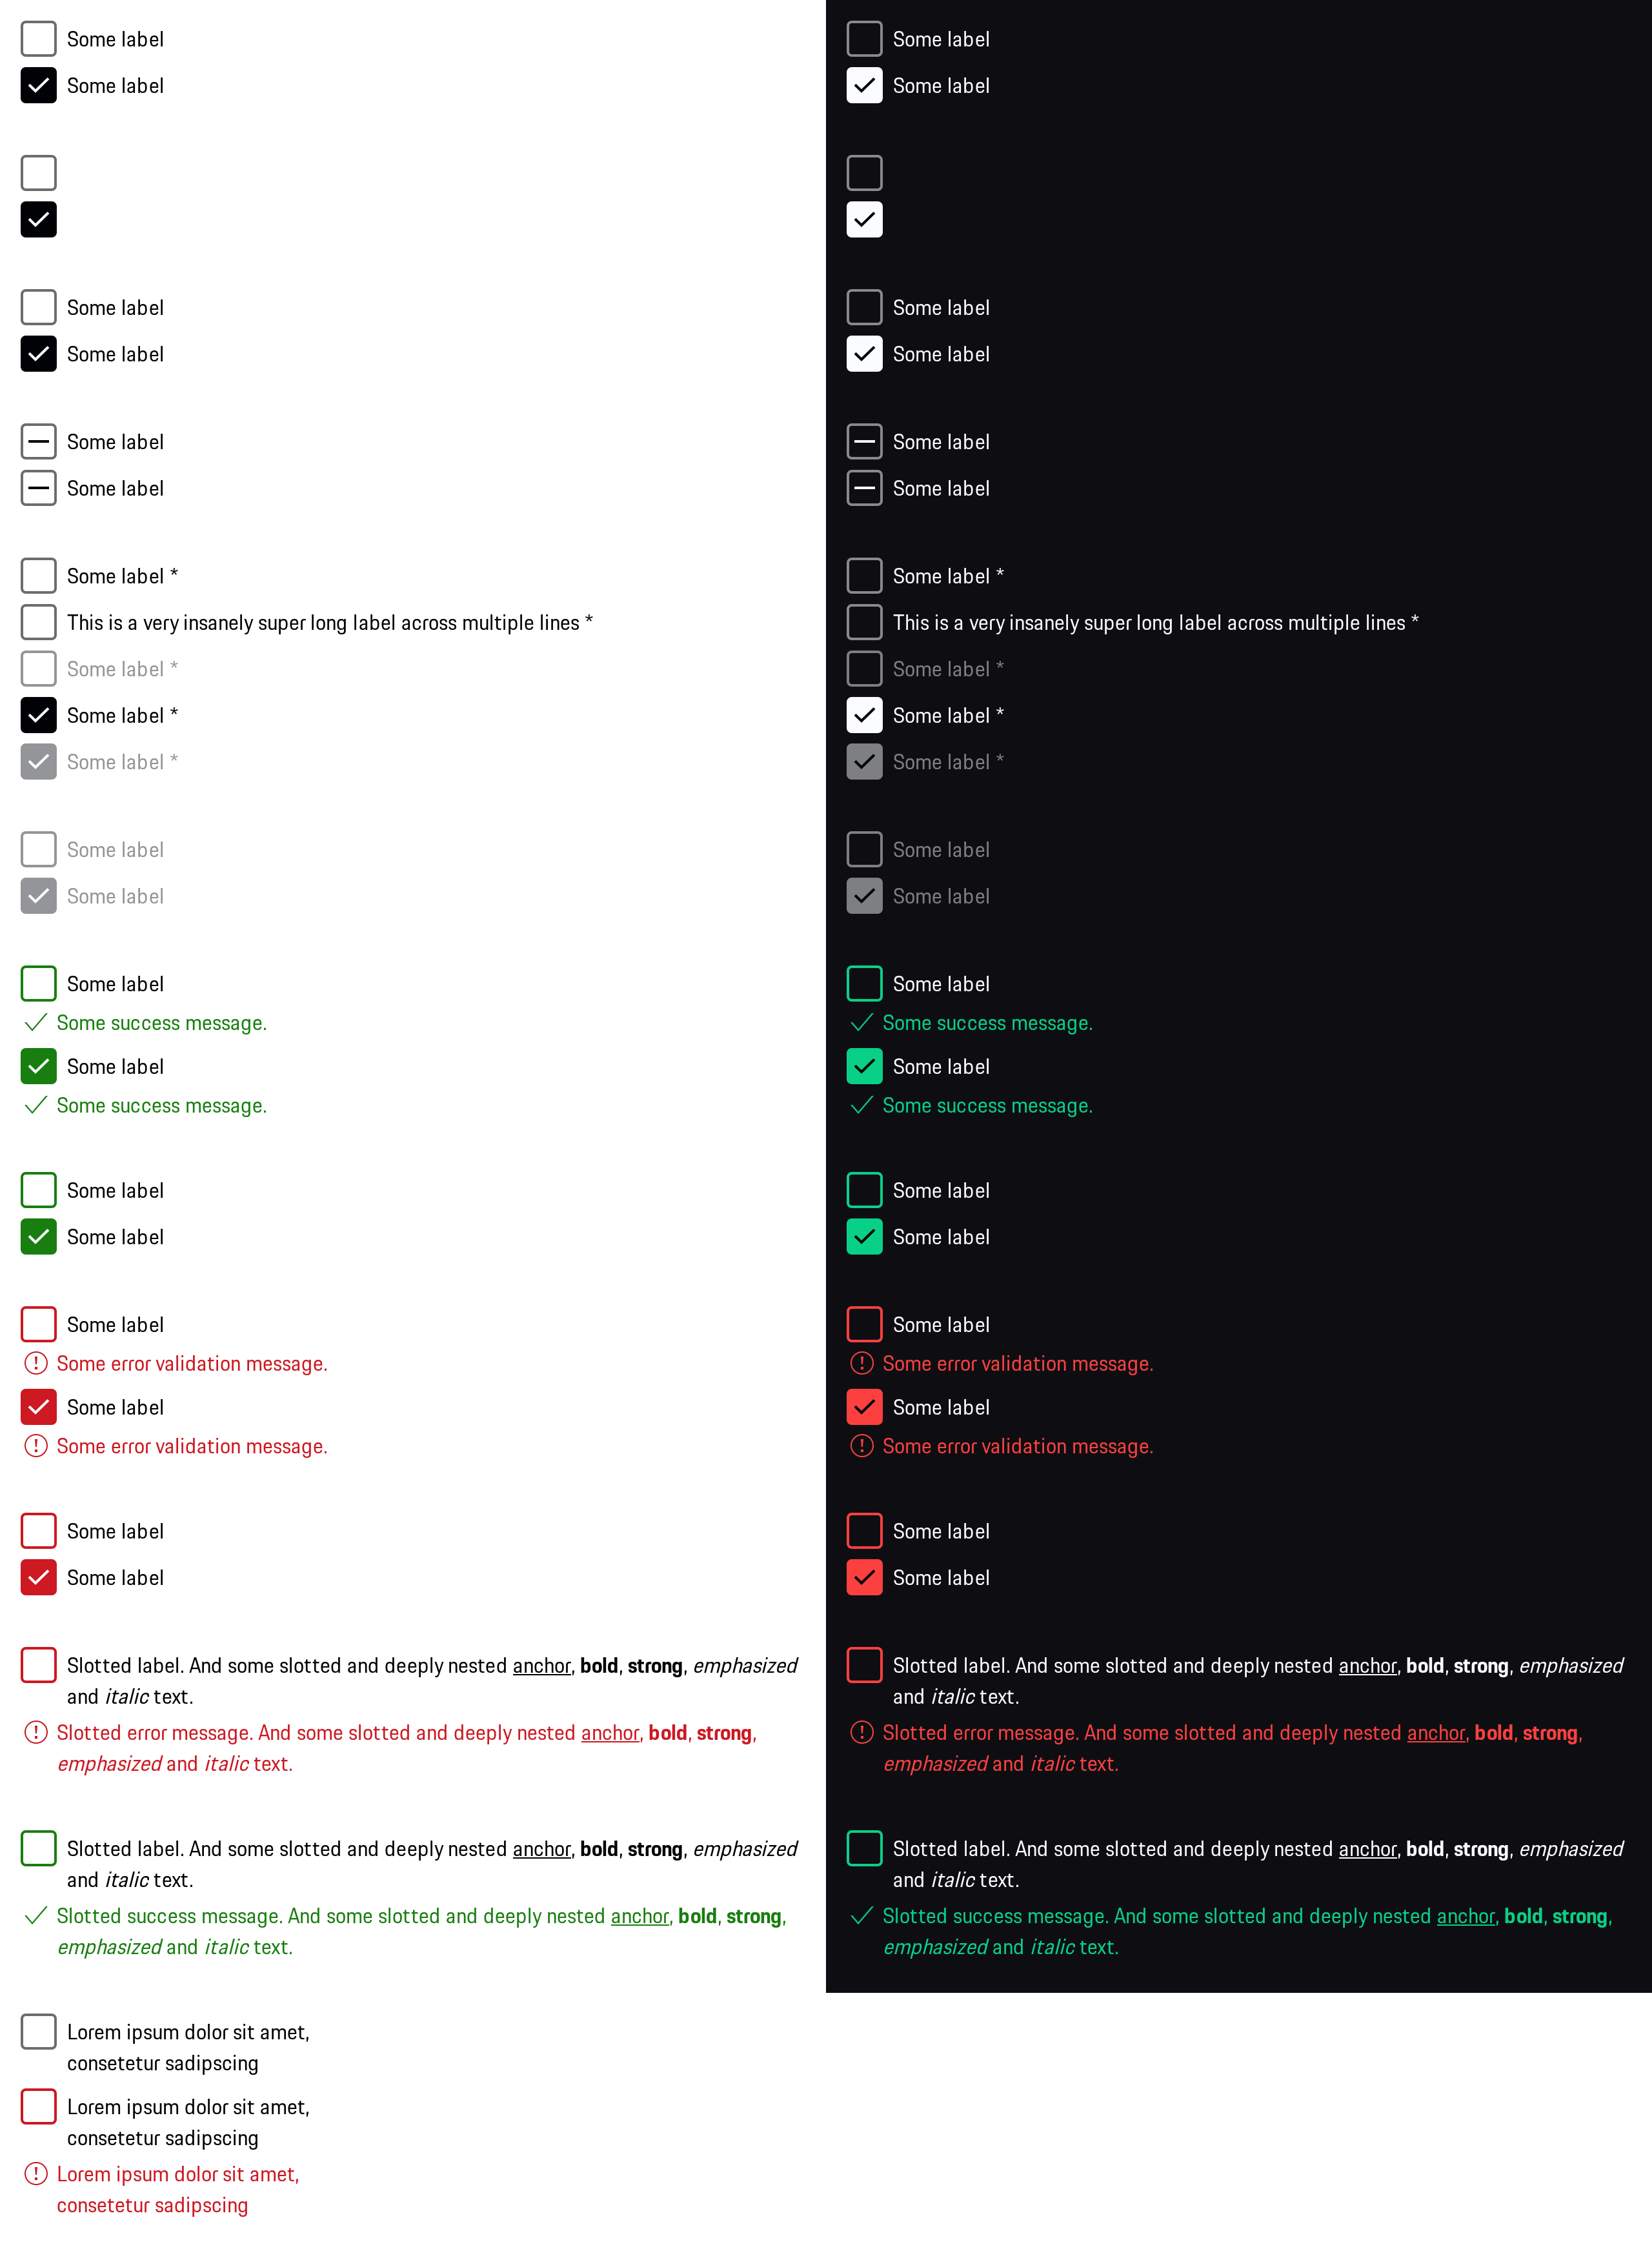 Some label
Some label
Some label
Some label
Some label
Some label
Some label *
This is a very insanely super long label across multiple lines *
Some label *
Some label *
Some label *
Some label
Some label
Some label
Some success message.
Some label
Some success message.
Some label
Some label
Some label
Some error validation message.
Some label
Some error validation message.
Some label
Some label
Slotted label. And some slotted and deeply nested anchor, bold, strong, emphasized
and italic text.
Slotted error message. And some slotted and deeply nested anchor, bold, strong,
emphasized and italic text.
Slotted label. And some slotted and deeply nested anchor, bold, strong, emphasized
and italic text.
Slotted success message. And some slotted and deeply nested anchor, bold, strong,
emphasized and italic text.
Lorem ipsum dolor sit amet,
consetetur sadipscing
Lorem ipsum dolor sit amet,
consetetur sadipscing
Lorem ipsum dolor sit amet,
consetetur sadipscing
Some label
Some label
Some label
Some label
Some label
Some label
Some label *
This is a very insanely super long label across multiple lines *
Some label *
Some label *
Some label *
Some label
Some label
Some label
Some success message.
Some label
Some success message.
Some label
Some label
Some label
Some error validation message.
Some label
Some error validation message.
Some label
Some label
Slotted label. And some slotted and deeply nested anchor, bold, strong, emphasized
and italic text.
Slotted error message. And some slotted and deeply nested anchor, bold, strong,
emphasized and italic text.
Slotted label. And some slotted and deeply nested anchor, bold, strong, emphasized
and italic text.
Slotted success message. And some slotted and deeply nested anchor, bold, strong,
emphasized and italic text.